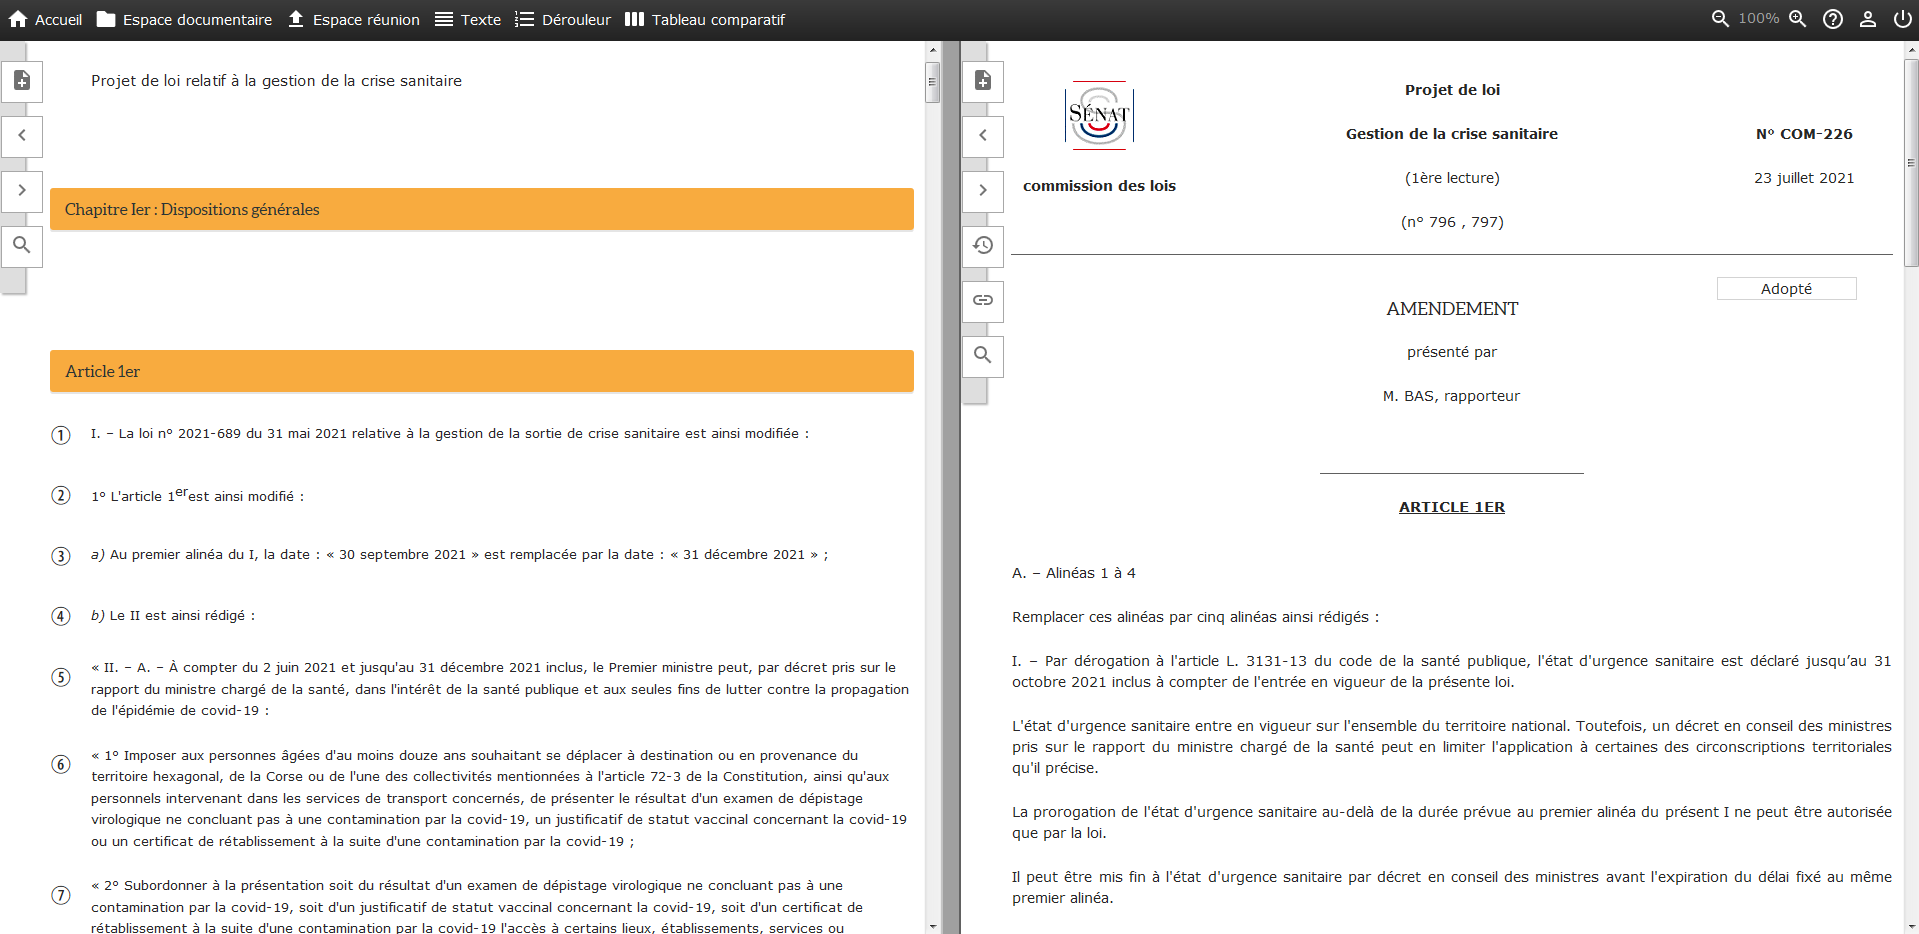 Accueil Espace documentaire Espace réunion Texte Dérouleur Tableau comparatif 100%
Projet de loi relatif à la gestion de la crise sanitaire
Chapitre Ier : Dispositions générales
Article 1er
1 I. – La loi n° 2021-689 du 31 mai 2021 relative à la gestion de la sortie de crise sanitaire est ainsi modifiée :
2 1° L'article 1er est ainsi modifié :
3 a) Au premier alinéa du I, la date : « 30 septembre 2021 » est remplacée par la date : « 31 décembre 2021 » ;
4 b) Le II est ainsi rédigé :
5 « II. – A. – À compter du 2 juin 2021 et jusqu'au 31 décembre 2021 inclus, le Premier ministre peut, par décret pris sur le
rapport du ministre chargé de la santé, dans l'intérêt de la santé publique et aux seules fins de lutter contre la propagation
de l'épidémie de covid-19 :
6 « 1° Imposer aux personnes âgées d'au moins douze ans souhaitant se déplacer à destination ou en provenance du
territoire hexagonal, de la Corse ou de l'une des collectivités mentionnées à l'article 72-3 de la Constitution, ainsi qu'aux
personnels intervenant dans les services de transport concernés, de présenter le résultat d'un examen de dépistage
virologique ne concluant pas à une contamination par la covid-19, un justificatif de statut vaccinal concernant la covid-19
ou un certificat de rétablissement à la suite d'une contamination par la covid-19 ;
7 « 2° Subordonner à la présentation soit du résultat d'un examen de dépistage virologique ne concluant pas à une
contamination par la covid-19, soit d'un justificatif de statut vaccinal concernant la covid-19, soit d'un certificat de
rétablissement à la suite d'une contamination par la covid-19 l'accès à certains lieux, établissements, services ou
SÉNAT
commission des lois
Projet de loi
Gestion de la crise sanitaire
(1ère lecture)
(n° 796 , 797)
N° COM-226
23 juillet 2021
Adopté
AMENDEMENT
présenté par
M. BAS, rapporteur
ARTICLE 1ER
A. – Alinéas 1 à 4
Remplacer ces alinéas par cinq alinéas ainsi rédigés :
I. – Par dérogation à l'article L. 3131-13 du code de la santé publique, l'état d'urgence sanitaire est déclaré jusqu’au 31
octobre 2021 inclus à compter de l'entrée en vigueur de la présente loi.
L'état d'urgence sanitaire entre en vigueur sur l'ensemble du territoire national. Toutefois, un décret en conseil des ministres
pris sur le rapport du ministre chargé de la santé peut en limiter l'application à certaines des circonscriptions territoriales
qu'il précise.
La prorogation de l'état d'urgence sanitaire au-delà de la durée prévue au premier alinéa du présent I ne peut être autorisée
que par la loi.
Il peut être mis fin à l'état d'urgence sanitaire par décret en conseil des ministres avant l'expiration du délai fixé au même
premier alinéa.